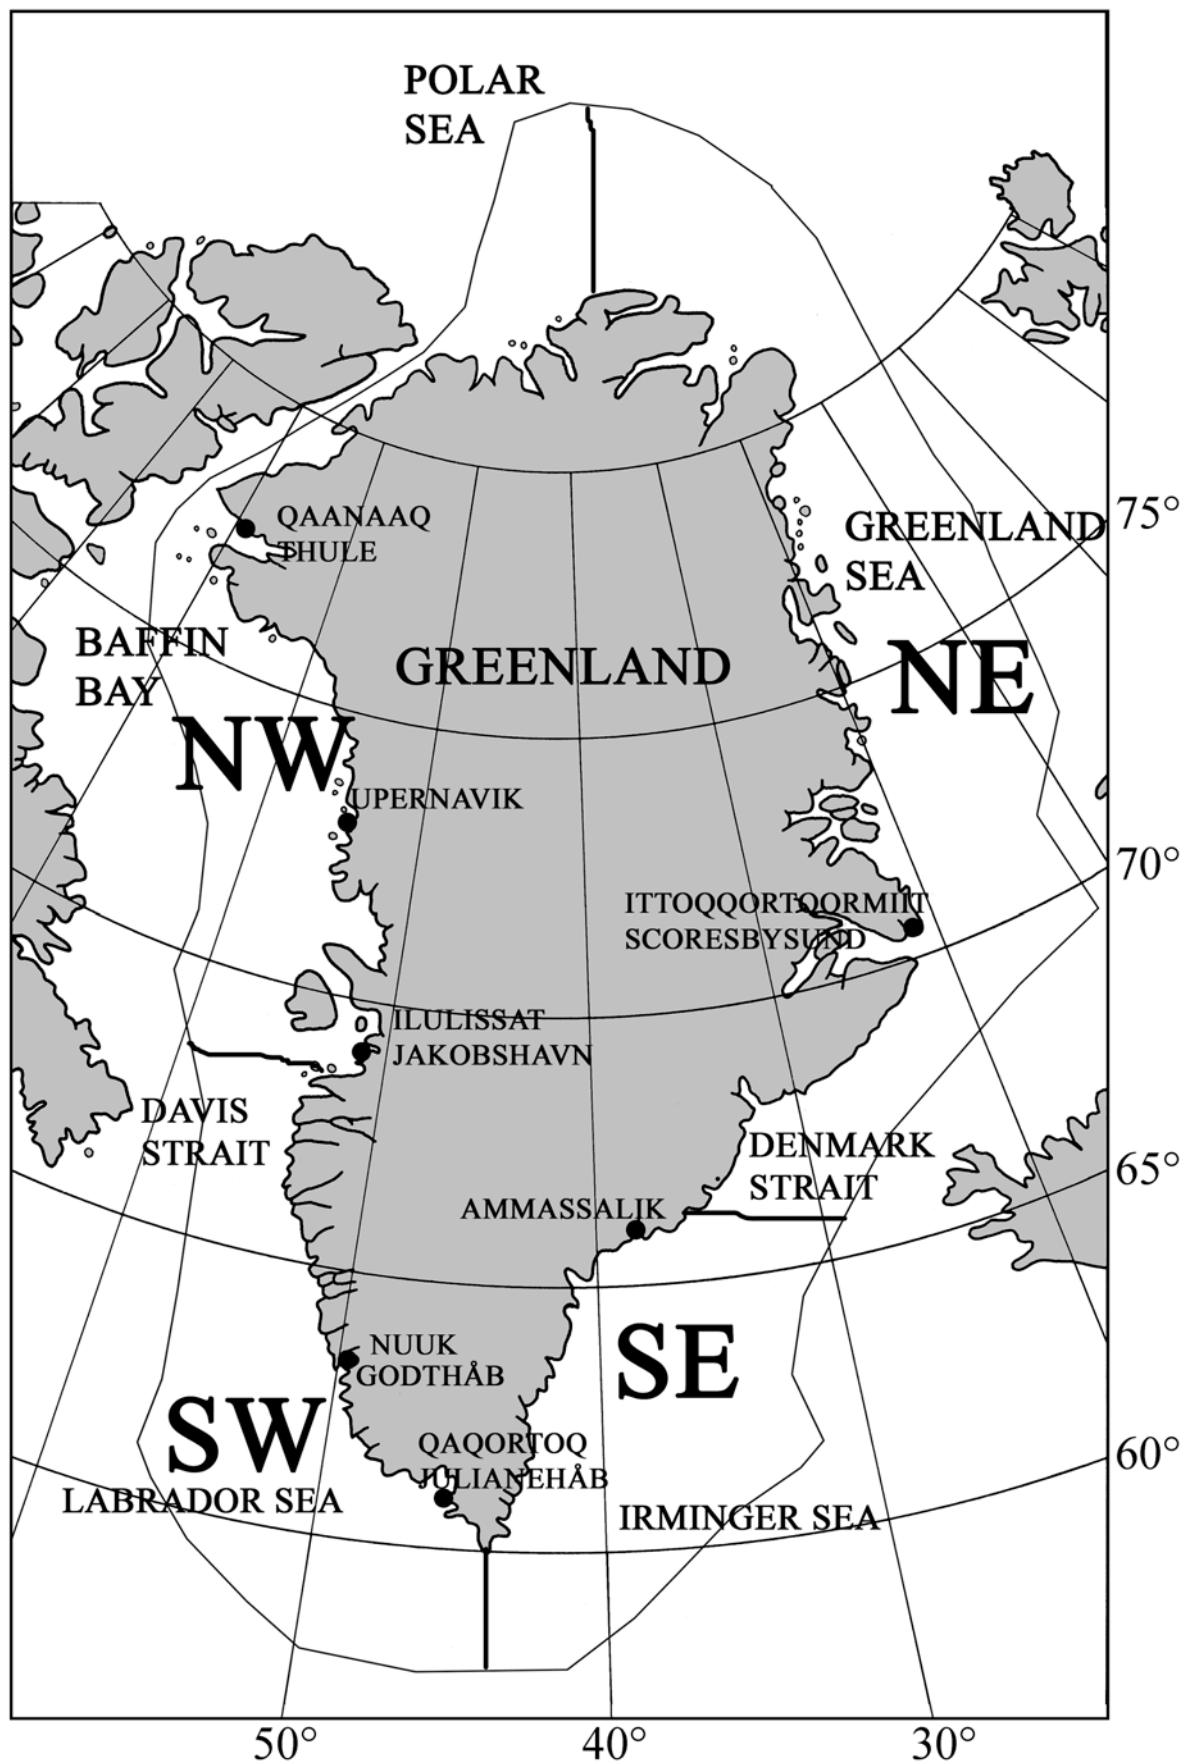 POLAR
SEA
75°
QAANAAQ
THULE
GREENLAND
SEA
BAFFIN
BAY
GREENLAND
NE
NW
UPERNAVIK
70°
ITTOQQORTOORMIIT
SCORESBYSUND
ILULISSAT
JAKOBSHAVN
DAVIS
STRAIT
DENMARK
STRAIT
65°
AMMASSALIK
NUUK
GODTHÅB
SE
SW
QAQORTOQ
JULIANEHÅB
60°
LABRADOR SEA
IRMINGER SEA
50°
40°
30°